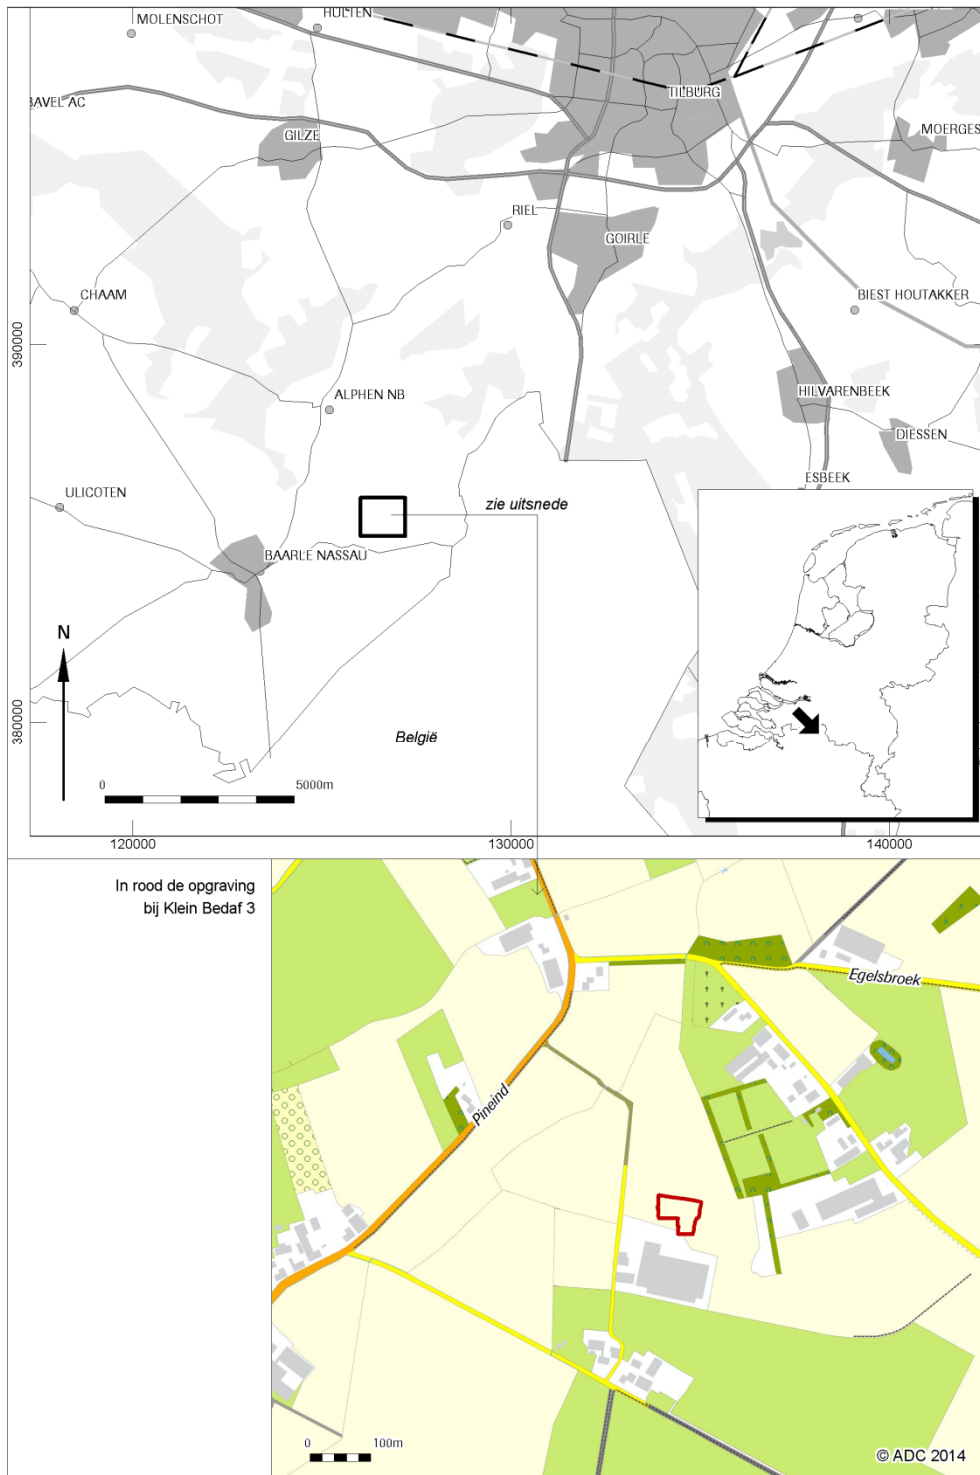 MOLENSCHOT
HULTEN
TILBURG
BAVEL AC
GILZE
MOERGES
RIEL
GOIRLE
CHAAM
BIEST HOUTAKKER
390000
ALPHEN NB
HILVARENBEEK
DIESSEN
ESBEEK
ULICOTEN
zie uitsnede
BAARLE NASSAU
N
380000
België
0 5000m
120000 130000 140000
In rood de opgraving
bij Klein Bedaf 3
Egelsbroek
Pineind
0 100m
© ADC 2014